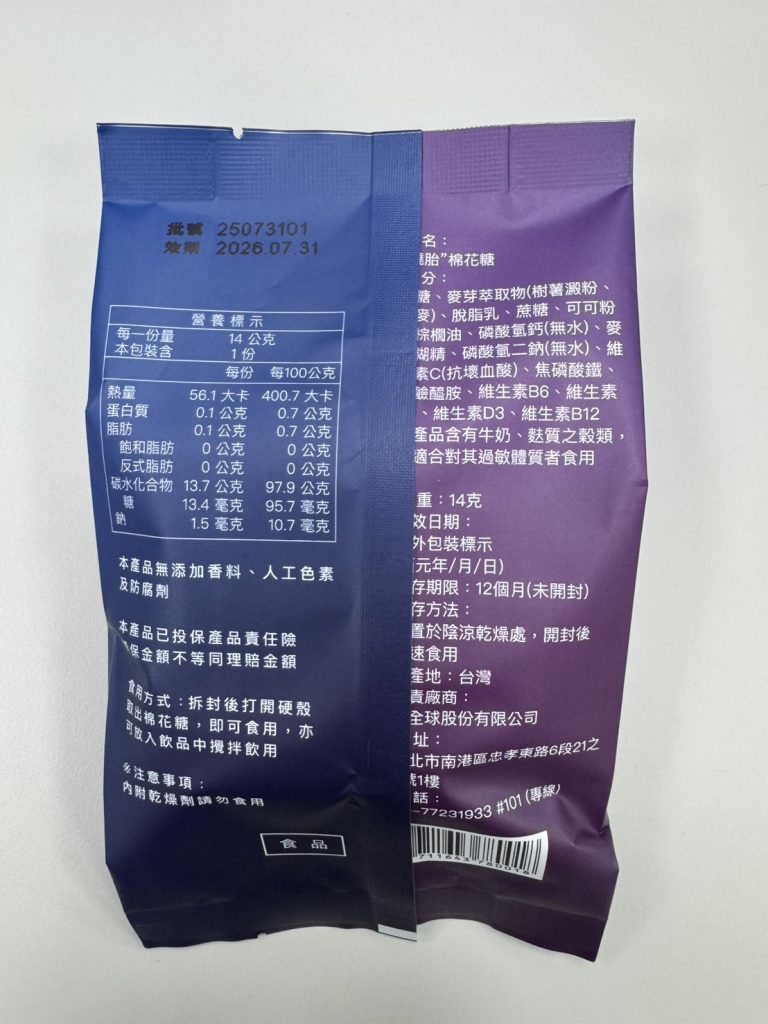 批號 25073101
效期 2026.07.31
營養標示
每一份量 14 公克
本包裝含 1 份
每份 每100公克
熱量 56.1 大卡 400.7 大卡
蛋白質 0.1 公克 0.7 公克
脂肪 0.1 公克 0.7 公克
飽和脂肪 0 公克 0 公克
反式脂肪 0 公克 0 公克
碳水化合物 13.7 公克 97.9 公克
糖 13.4 毫克 95.7 毫克
鈉 1.5 毫克 10.7 毫克
本產品無添加香料、人工色素
及防腐劑
本產品已投保產品責任險
保金額不等同理賠金額
食用方式：拆封後打開硬殼
取出棉花糖，即可食用，亦
可放入飲品中攪拌飲用
※注意事項：
內附乾燥劑請勿食用
食品
名：
胎”棉花糖
分：
糖、麥芽萃取物(樹薯澱粉、
麥)、脫脂乳、蔗糖、可可粉
棕櫚油、磷酸氫鈣(無水)、麥
糊精、磷酸氫二鈉(無水)、維
素C(抗壞血酸)、焦磷酸鐵、
鹼醯胺、維生素B6、維生素
、維生素D3、維生素B12
產品含有牛奶、麩質之穀類，
適合對其過敏體質者食用
重：14克
效日期：
外包裝標示
元年/月/日)
存期限：12個月(未開封)
存方法：
置於陰涼乾燥處，開封後
速食用
產地：台灣
責廠商：
全球股份有限公司
址：
北市南港區忠孝東路6段21之
號1樓
話：
-77231933 #101 (專線)
711643 780018